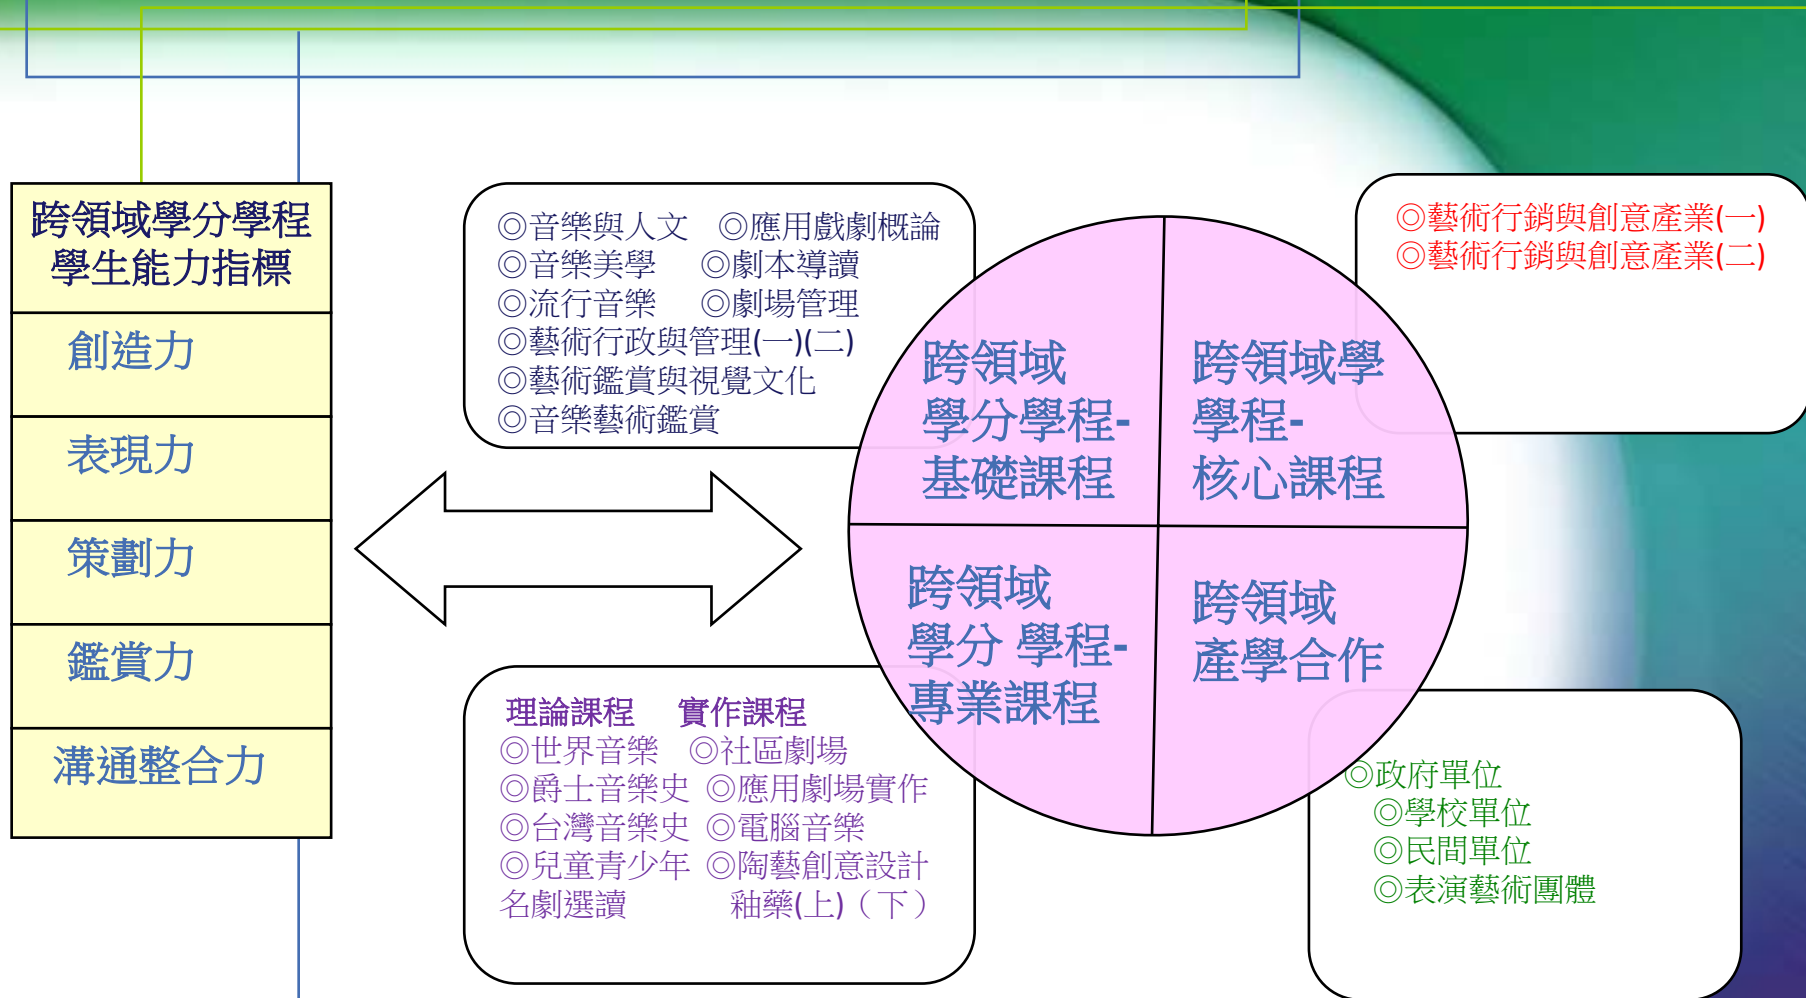 跨領域學分學程
學生能力指標
創造力
表現力
策劃力
鑑賞力
溝通整合力
◎音樂與人文 ◎應用戲劇概論
◎音樂美學 ◎劇本導讀
◎流行音樂 ◎劇場管理
◎藝術行政與管理(一)(二)
◎藝術鑑賞與視覺文化
◎音樂藝術鑑賞
跨領域
學分學程-
基礎課程
跨領域學
學程-
核心課程
◎藝術行銷與創意產業(一)
◎藝術行銷與創意產業(二)
跨領域
學分 學程-
專業課程
跨領域
產學合作
理論課程 實作課程
◎世界音樂 ◎社區劇場
◎爵士音樂史 ◎應用劇場實作
◎台灣音樂史 ◎電腦音樂
◎兒童青少年 ◎陶藝創意設計
名劇選讀 釉藥(上)（下）
◎政府單位
◎學校單位
◎民間單位
◎表演藝術團體